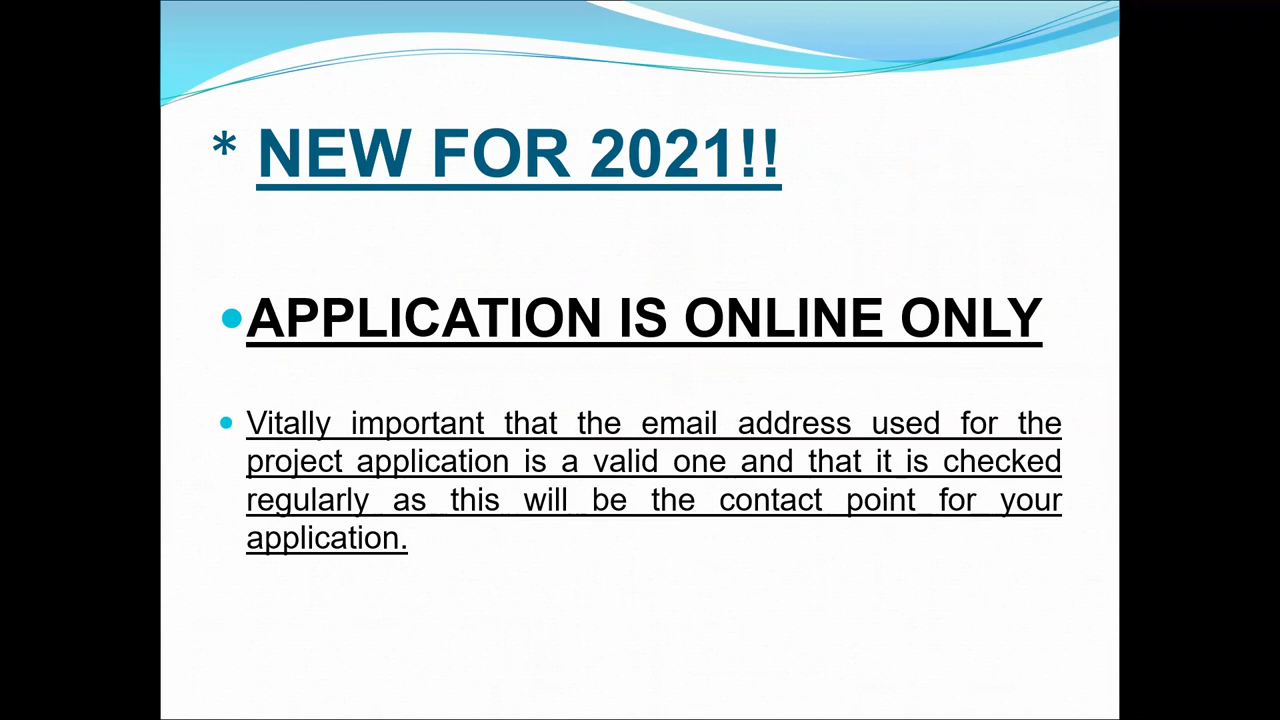 * NEW FOR 2021!!
•APPLICATION IS ONLINE ONLY
• Vitally important that the email address used for the
project application is a valid one and that it is checked
regularly as this will be the contact point for your
application.